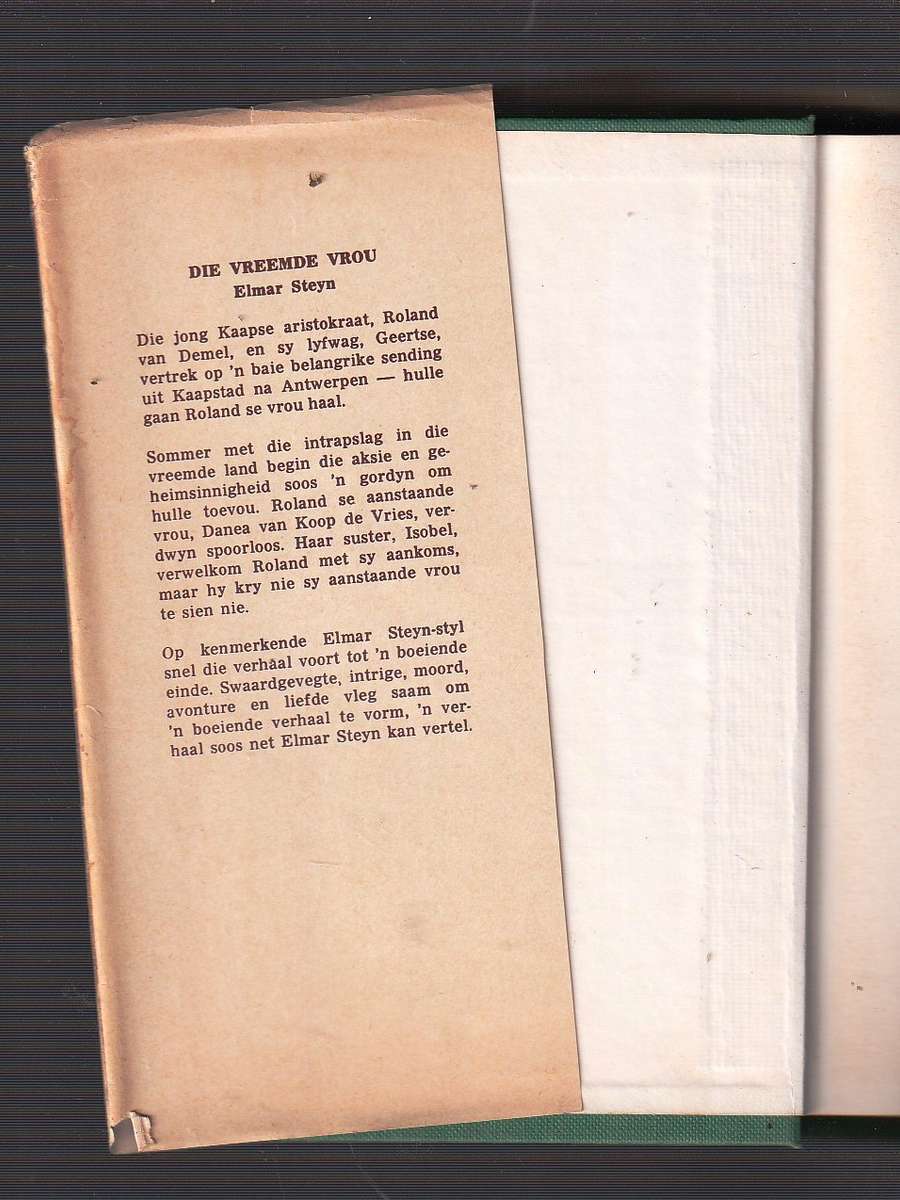 DIE VREEMDE VROU
Elmar Steyn
Die jong Kaapse aristokraat, Roland
van Demel, en sy lyfwag, Geertse,
vertrek op 'n baie belangrike sending
uit Kaapstad na Antwerpen — hulle
gaan Roland se vrou haal.
Sommer met die intrapslag in die
vreemde land begin die aksie en ge-
heimsinnigheid soos 'n gordyn om
hulle toevou. Roland se aanstaande
vrou, Danea van Koop de Vries, ver-
dwyn spoorloos. Haar suster, Isobel,
verwelkom Roland met sy aankoms,
maar hy kry nie sy aanstaande vrou
te sien nie.
Op kenmerkende Elmar Steyn-styl
snel die verhaal voort tot 'n boeiende
einde. Swaardgevegte, intrige, moord,
avonture en liefde vleg saam om
'n boeiende verhaal te vorm, 'n ver-
haal soos net Elmar Steyn kan vertel.